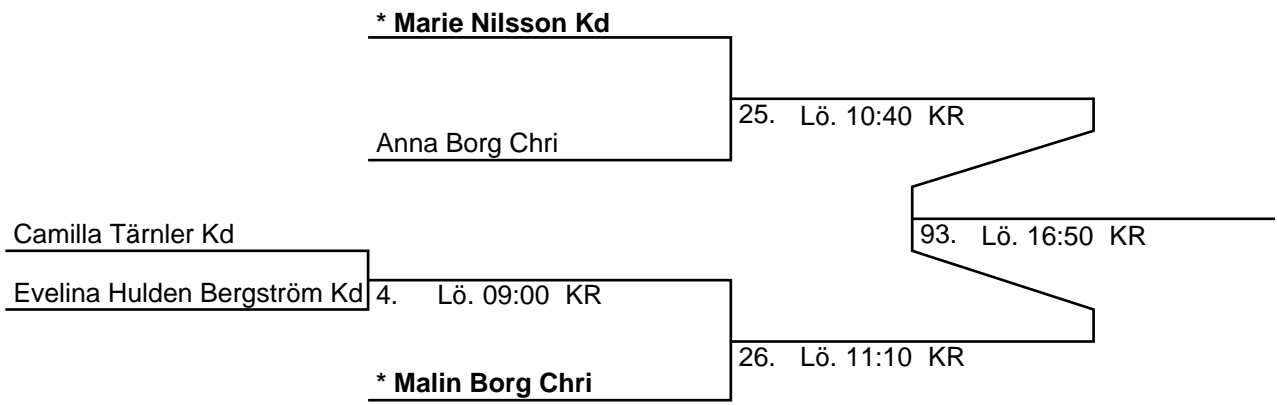 * Marie Nilsson Kd
25. Lö. 10:40 KR
Anna Borg Chri
Camilla Tärnler Kd
93. Lö. 16:50 KR
Evelina Hulden Bergström Kd
4. Lö. 09:00 KR
26. Lö. 11:10 KR
* Malin Borg Chri